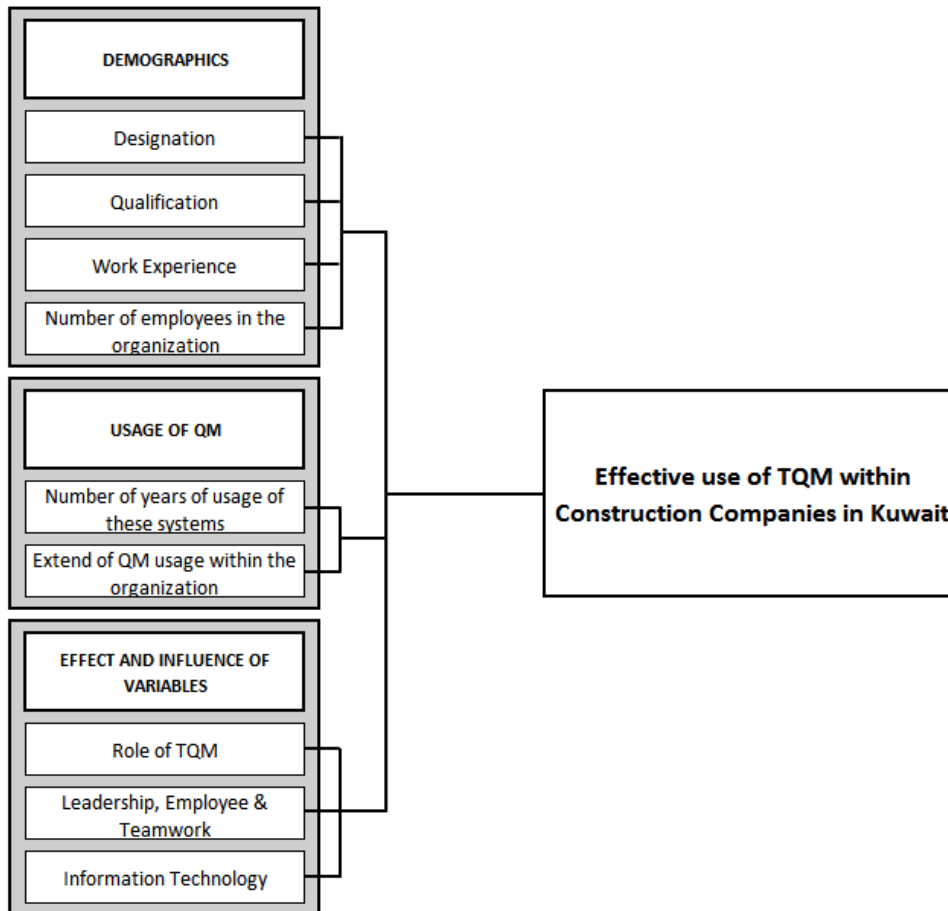 DEMOGRAPHICS
Designation
Qualification
Work Experience
Number of employees in the
organization
USAGE OF QM
Number of years of usage of
these systems
Extend of QM usage within the
organization
EFFECT AND INFLUENCE OF
VARIABLES
Role of TQM
Leadership, Employee &
Teamwork
Information Technology
Effective use of TQM within
Construction Companies in Kuwait